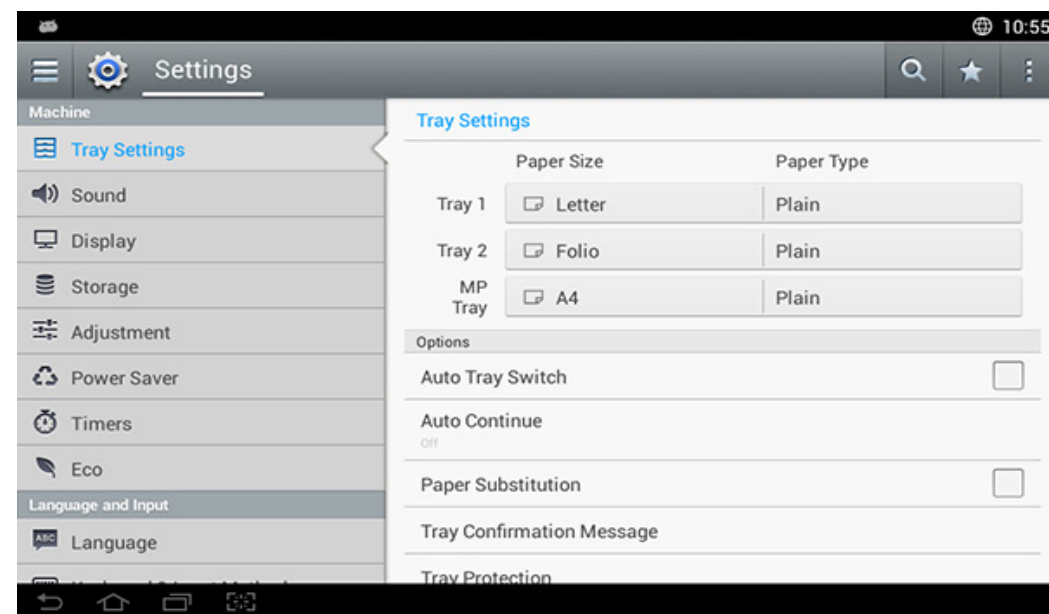 10:55
Settings
Machine
Tray Settings
Sound
Display
Storage
Adjustment
Power Saver
Timers
Eco
Language and Input
ABC
Language
Tray Settings
Paper Size Paper Type
Tray 1 Letter Plain
Tray 2 Folio Plain
MP
Tray A4 Plain
Options
Auto Tray Switch
Auto Continue
Off
Paper Substitution
Tray Confirmation Message
Tray Protection